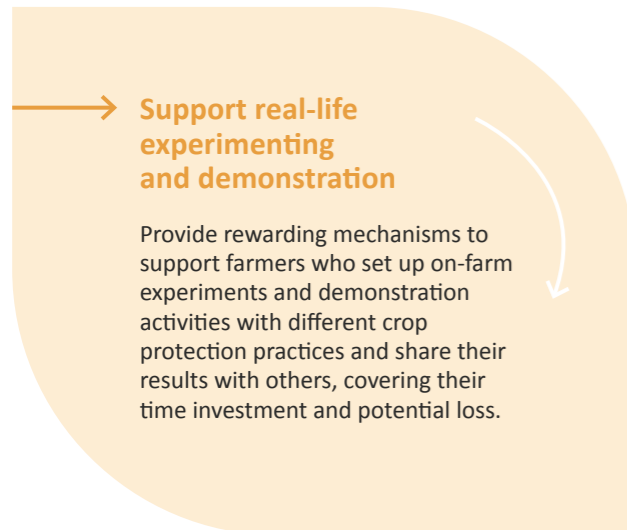 Support real-life
experimenting
and demonstration
Provide rewarding mechanisms to
support farmers who set up on-farm
experiments and demonstration
activities with different crop
protection practices and share their
results with others, covering their
time investment and potential loss.